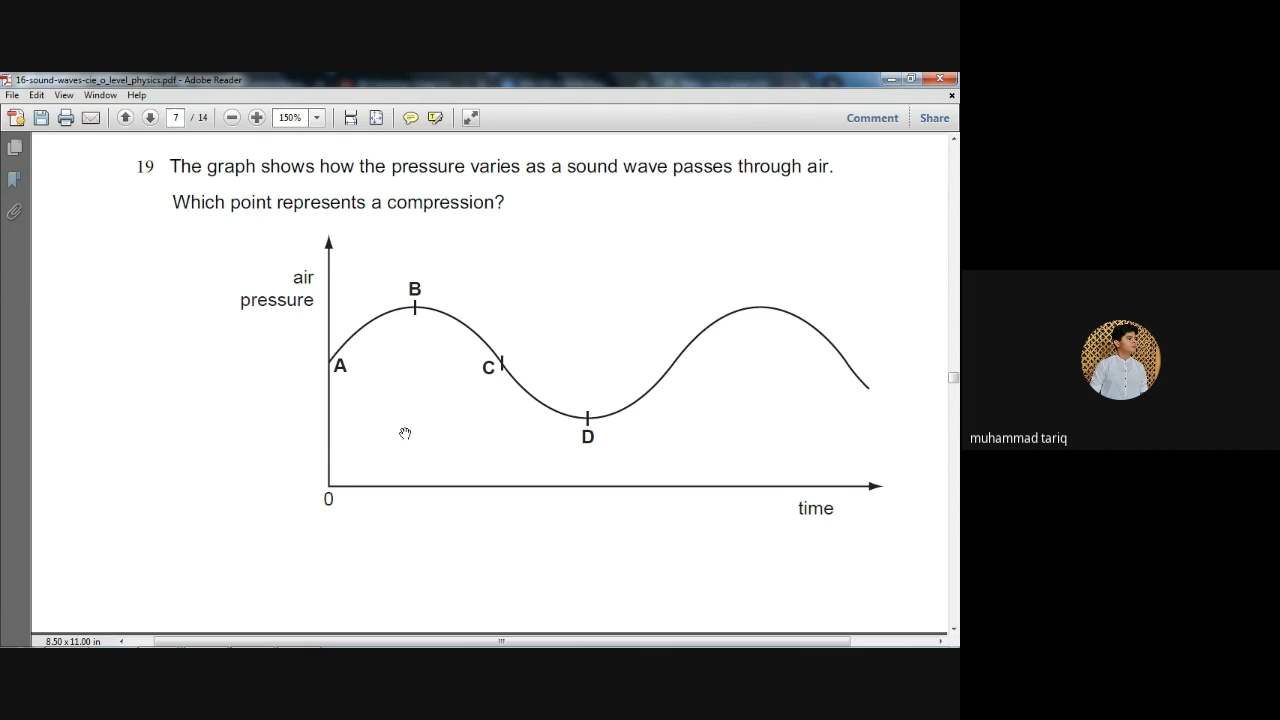 16-sound-waves-cie_o_level_physics.pdf - Adobe Reader
File Edit View Window Help
7 / 14 150% Comment Share
19 The graph shows how the pressure varies as a sound wave passes through air.
Which point represents a compression?
air
pressure
B
A
C
D
0
time
muhammad tariq
8.50 x 11.00 in